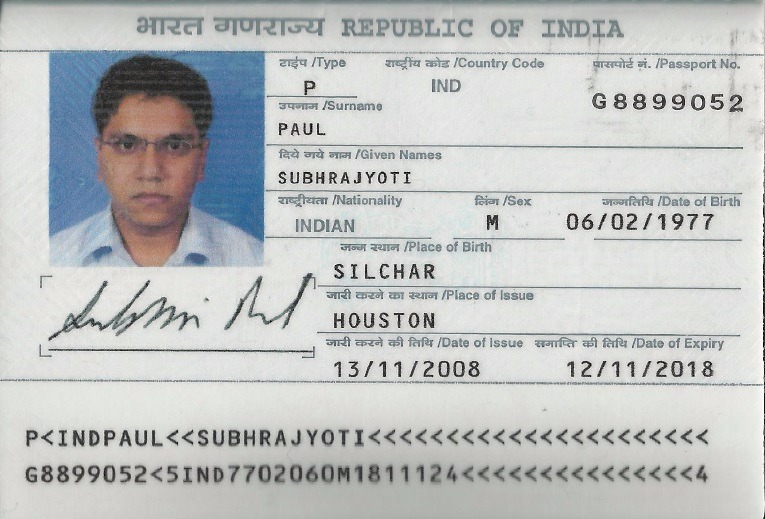 भारत गणराज्य REPUBLIC OF INDIA
टाईप /Type राष्ट्रीय कोड /Country Code पासपोर्ट नं. /Passport No.
P IND G8899052
उपनाम /Surname
PAUL
दिये गये नाम /Given Names
SUBHRAJYOTI
राष्ट्रीयता /Nationality लिंग /Sex जन्मतिथि /Date of Birth
INDIAN M 06/02/1977
जन्म स्थान /Place of Birth
SILCHAR
जारी करने का स्थान /Place of Issue
HOUSTON
जारी करने की तिथि /Date of Issue समाप्ति की तिथि /Date of Expiry
13/11/2008 12/11/2018
P<INDPAUL<<SUBHRAJYOTI<<<<<<<<<<<<<<<<<<<<<<
G8899052<5IND7702060M1811124<<<<<<<<<<<<<<<4